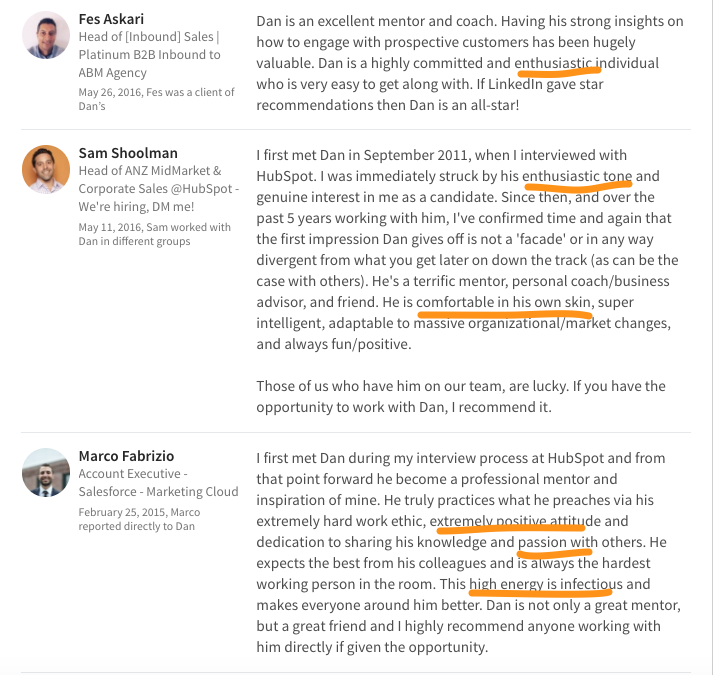 Fes Askari
Head of [Inbound] Sales |
Platinum B2B Inbound to
ABM Agency
May 26, 2016, Fes was a client of
Dan's
Dan is an excellent mentor and coach. Having his strong insights on
how to engage with prospective customers has been hugely
valuable. Dan is a highly committed and enthusiastic individual
who is very easy to get along with. If LinkedIn gave star
recommendations then Dan is an all-star!
Sam Shoolman
Head of ANZ MidMarket &
Corporate Sales @HubSpot -
We're hiring, DM me!
May 11, 2016, Sam worked with
Dan in different groups
I first met Dan in September 2011, when I interviewed with
HubSpot. I was immediately struck by his enthusiastic tone and
genuine interest in me as a candidate. Since then, and over the
past 5 years working with him, I've confirmed time and again that
the first impression Dan gives off is not a 'facade' or in any way
divergent from what you get later on down the track (as can be the
case with others). He's a terrific mentor, personal coach/business
advisor, and friend. He is comfortable in his own skin, super
intelligent, adaptable to massive organizational/market changes,
and always fun/positive.
Those of us who have him on our team, are lucky. If you have the
opportunity to work with Dan, I recommend it.
Marco Fabrizio
Account Executive -
Salesforce - Marketing Cloud
February 25, 2015, Marco
reported directly to Dan
I first met Dan during my interview process at HubSpot and from
that point forward he become a professional mentor and
inspiration of mine. He truly practices what he preaches via his
extremely hard work ethic, extremely positive attitude and
dedication to sharing his knowledge and passion with others. He
expects the best from his colleagues and is always the hardest
working person in the room. This high energy is infectious and
makes everyone around him better. Dan is not only a great mentor,
but a great friend and I highly recommend anyone working with
him directly if given the opportunity.